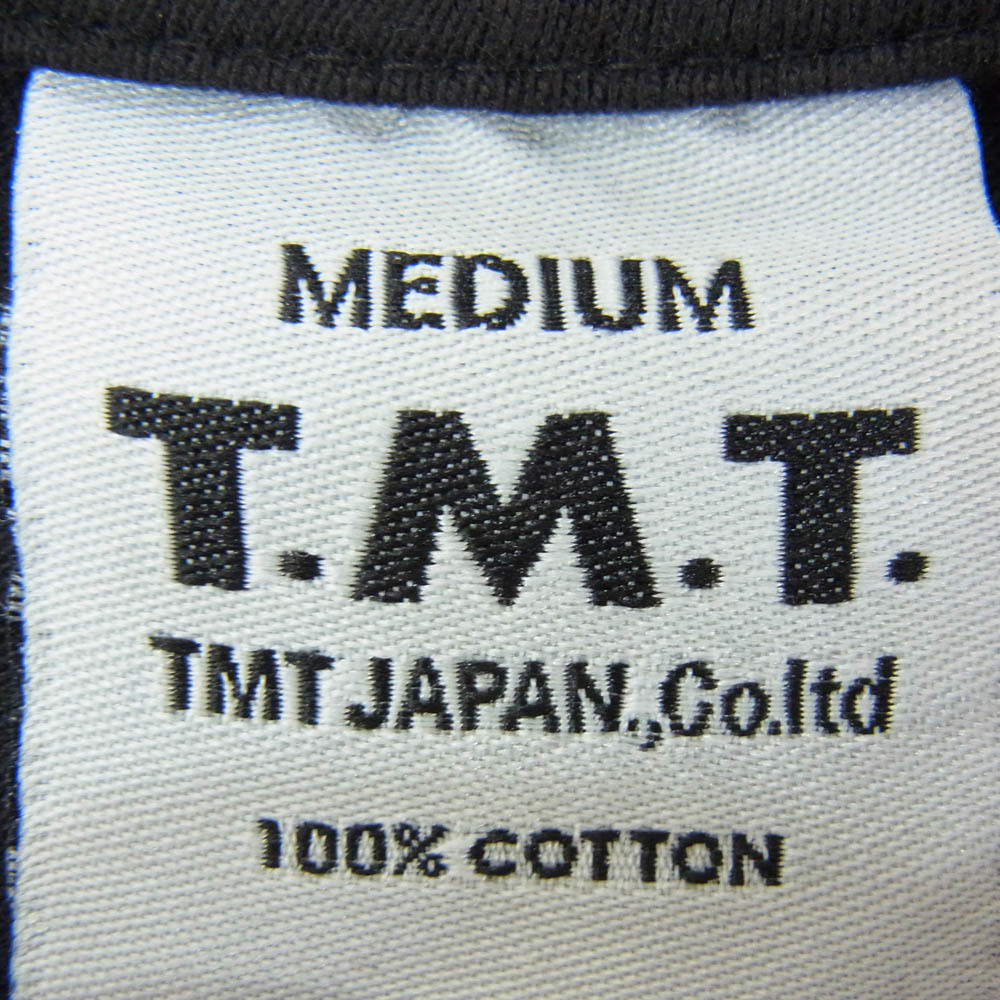 MEDIUM
T.M.T.
TMT JAPAN.,Co.ltd
100% COTTON